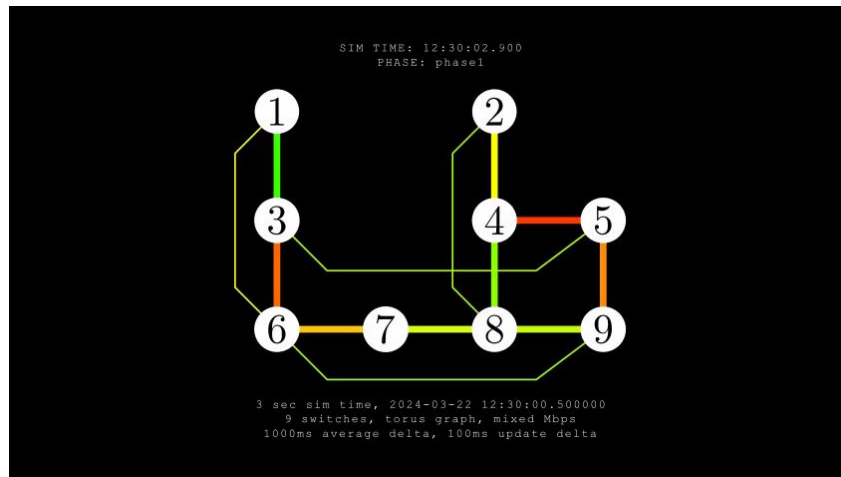 SIM TIME: 12:30:02.900
PHASE: phase1
1 2
3 4 5
6 7 8 9
3 sec sim time, 2024-03-22 12:30:00.500000
9 switches, torus graph, mixed Mbps
1000ms average delta, 100ms update delta